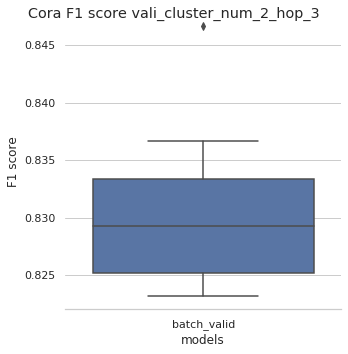 Cora F1 score vali_cluster_num_2_hop_3
0.845
0.840
0.835
0.830
0.825
F1 score
batch_valid
models